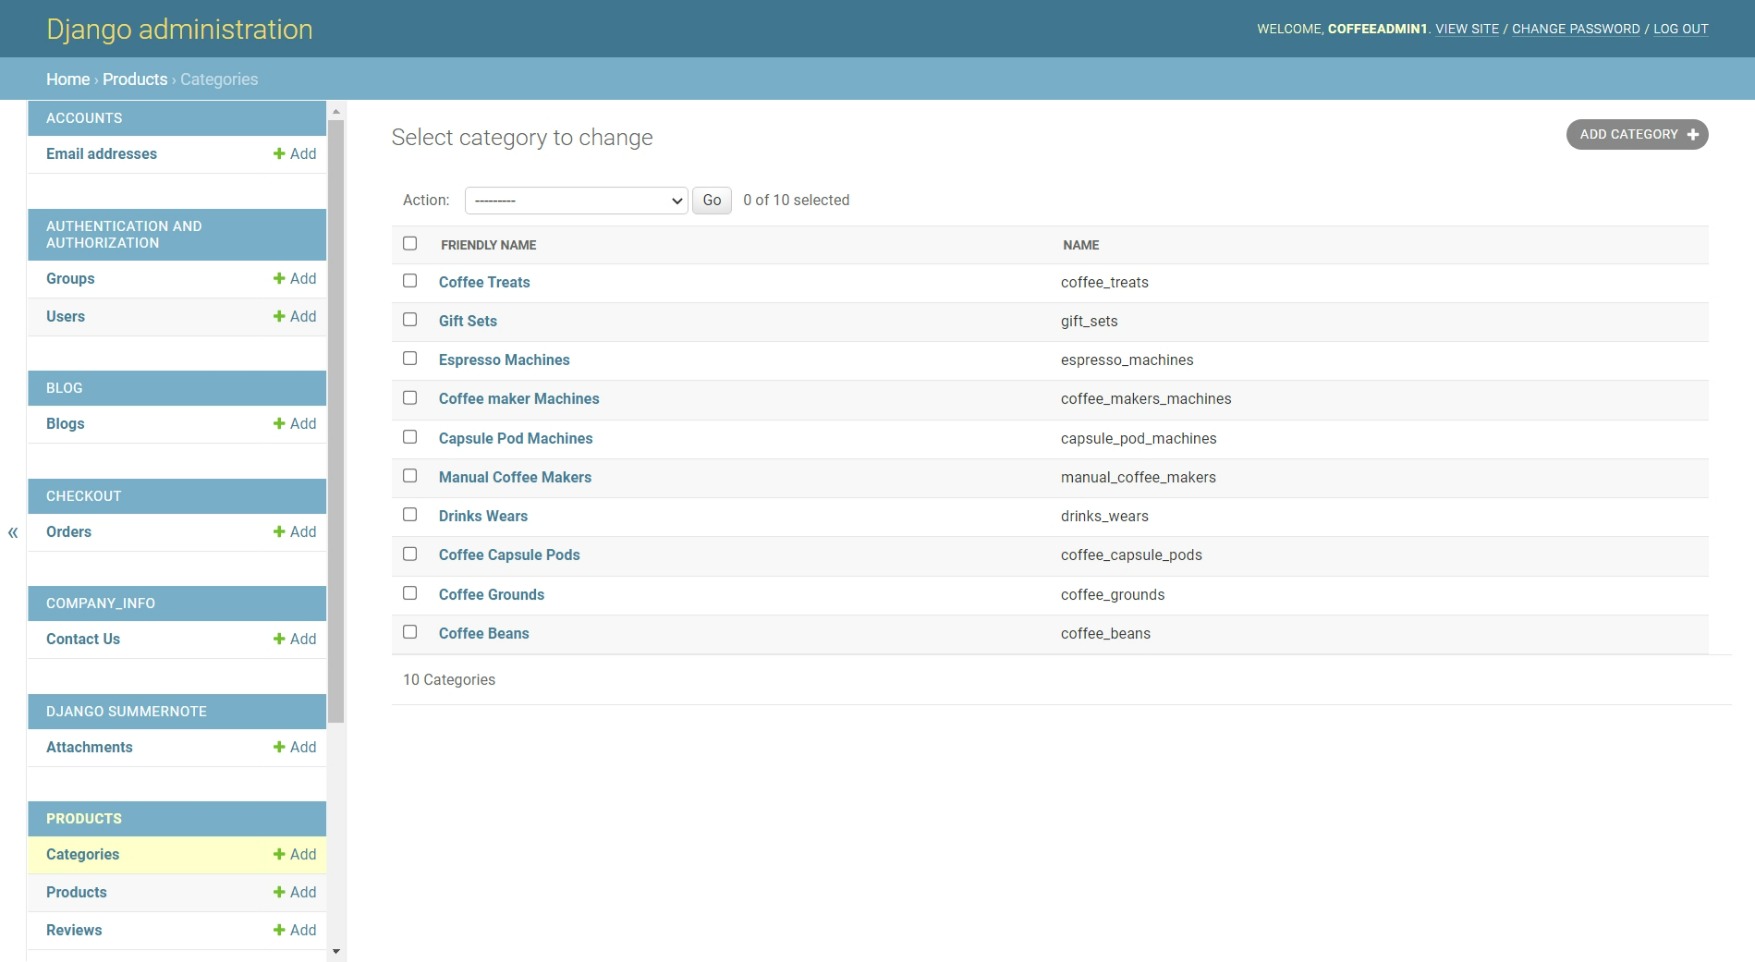 Django administration
WELCOME, COFFEEADMIN1. VIEW SITE / CHANGE PASSWORD / LOG OUT
Home › Products › Categories
ACCOUNTS
Email addresses + Add
AUTHENTICATION AND
AUTHORIZATION
Groups + Add
Users + Add
BLOG
Blogs + Add
CHECKOUT
«
Orders + Add
COMPANY_INFO
Contact Us + Add
DJANGO SUMMERNOTE
Attachments + Add
PRODUCTS
Categories + Add
Products + Add
Reviews + Add
Select category to change
ADD CATEGORY +
Action: --------- Go 0 of 10 selected
FRIENDLY NAME NAME
Coffee Treats coffee_treats
Gift Sets gift_sets
Espresso Machines espresso_machines
Coffee maker Machines coffee_makers_machines
Capsule Pod Machines capsule_pod_machines
Manual Coffee Makers manual_coffee_makers
Drinks Wears drinks_wears
Coffee Capsule Pods coffee_capsule_pods
Coffee Grounds coffee_grounds
Coffee Beans coffee_beans
10 Categories